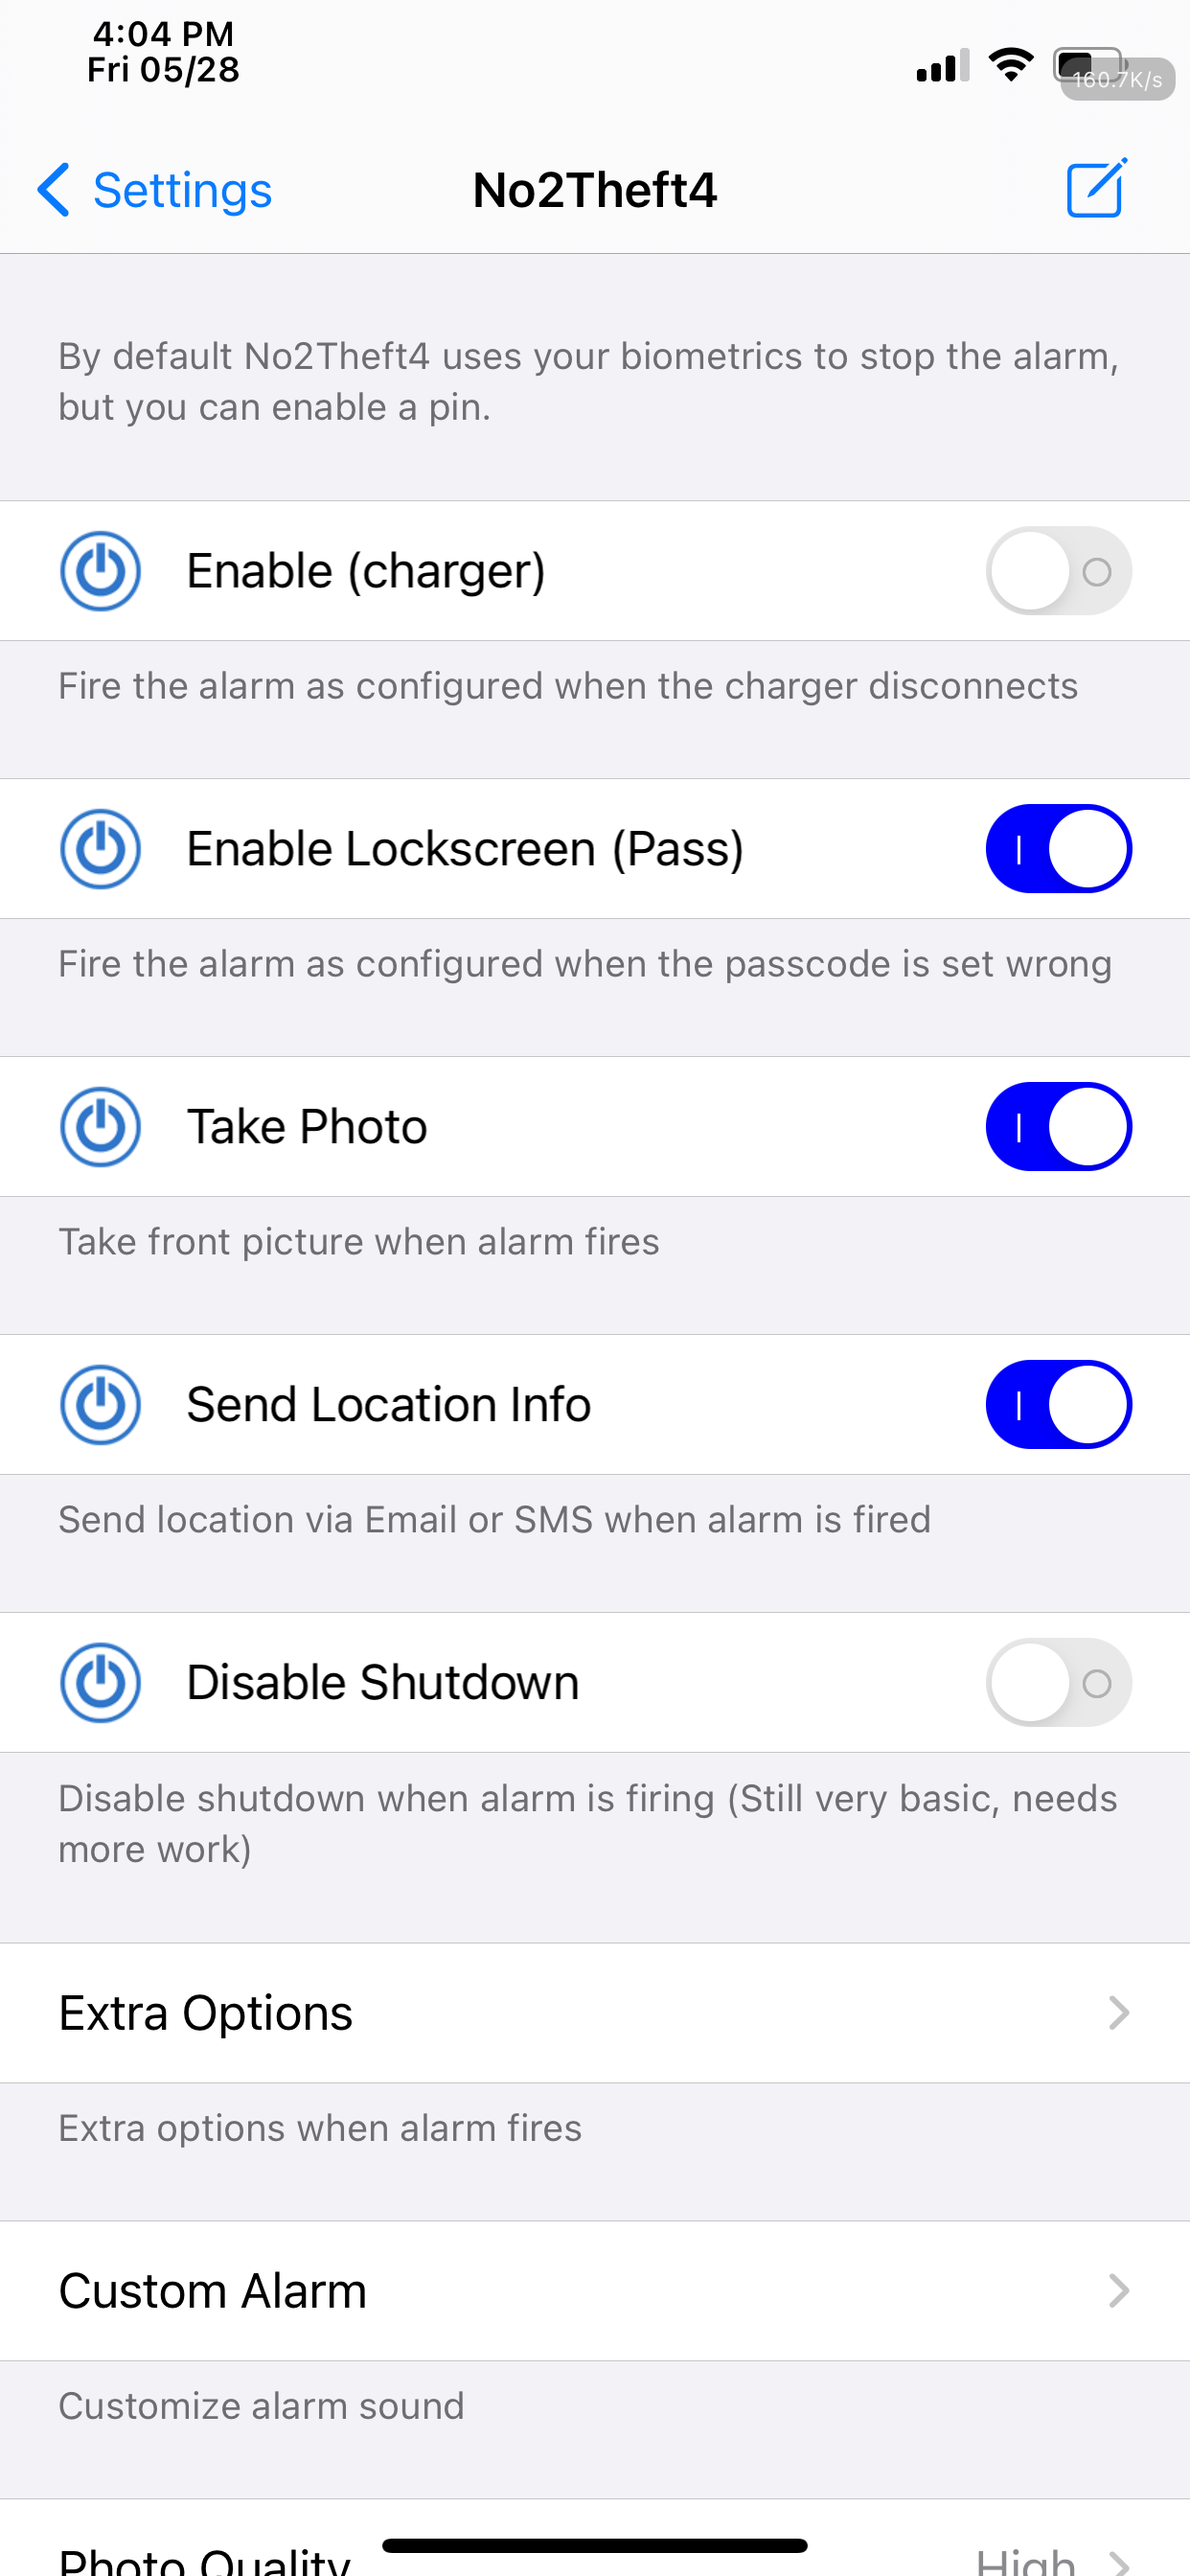 4:04 PM
Fri 05/28
160.7K/s
Settings
No2Theft4
By default No2Theft4 uses your biometrics to stop the alarm,
but you can enable a pin.
Enable (charger)
Fire the alarm as configured when the charger disconnects
Enable Lockscreen (Pass)
Fire the alarm as configured when the passcode is set wrong
Take Photo
Take front picture when alarm fires
Send Location Info
Send location via Email or SMS when alarm is fired
Disable Shutdown
Disable shutdown when alarm is firing (Still very basic, needs
more work)
Extra Options
Extra options when alarm fires
Custom Alarm
Customize alarm sound
Photo Quality High